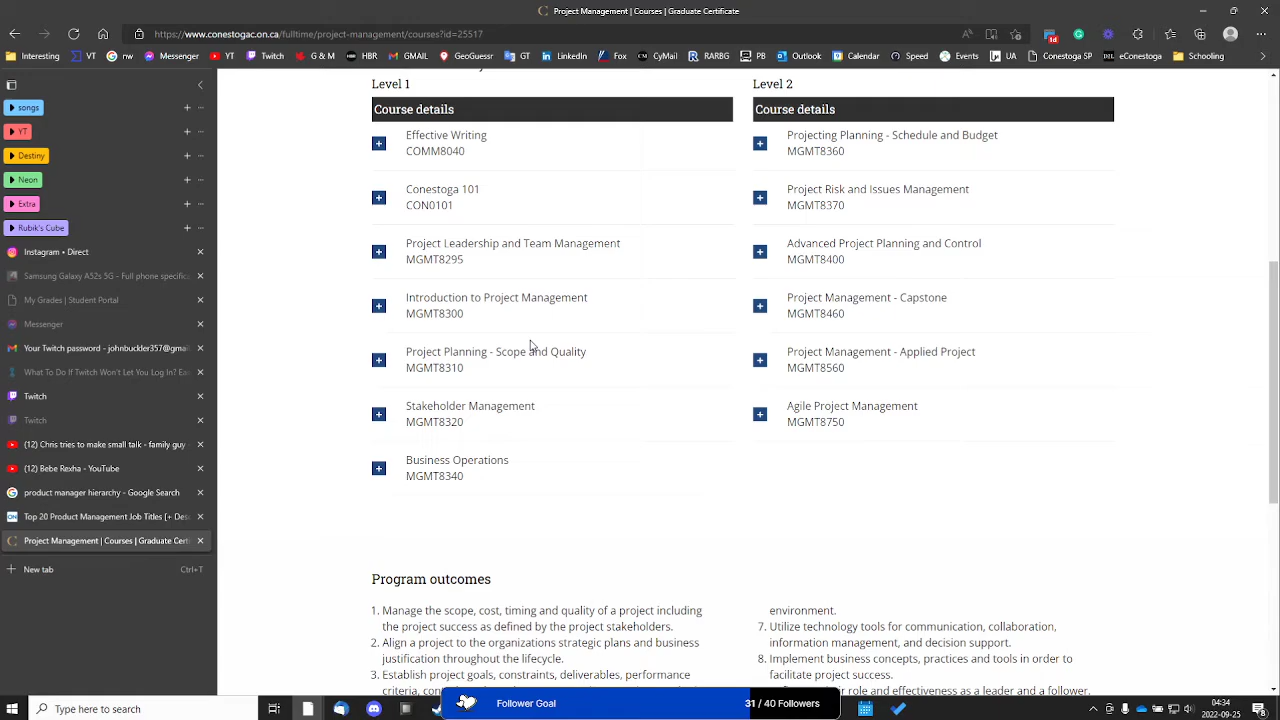 Project Management | Courses | Graduate Certificate
https://www.conestogac.on.ca/fulltime/project-management/courses?id=25517
Interesting VT nw Messenger YT Twitch G & M HBR GMAIL GeoGuessr GT LinkedIn Fox CyMail RARBG PB Outlook Calendar Speed Events UA Conestoga SP eConestoga Schooling
songs
YT
Destiny
Neon
Extra
Rubik's Cube
Instagram • Direct
Samsung Galaxy A52s 5G - Full phone specific
My Grades | Student Portal
Messenger
Your Twitch password - johnbuckler357@gmai
What To Do If Twitch Won't Let You Log In? Eas
Twitch
Twitch
(12) Chris tries to make small talk - family guy
(12) Bebe Rexha - YouTube
product manager hierarchy - Google Search
Top 20 Product Management Job Titles [+ Des
Project Management | Courses | Graduate Certi
New tab Ctrl+T
Level 1
Course details
Effective Writing
COMM8040
Conestoga 101
CON0101
Project Leadership and Team Management
MGMT8295
Introduction to Project Management
MGMT8300
Project Planning - Scope and Quality
MGMT8310
Stakeholder Management
MGMT8320
Business Operations
MGMT8340
Level 2
Course details
Projecting Planning - Schedule and Budget
MGMT8360
Project Risk and Issues Management
MGMT8370
Advanced Project Planning and Control
MGMT8400
Project Management - Capstone
MGMT8460
Project Management - Applied Project
MGMT8560
Agile Project Management
MGMT8750
Program outcomes
1. Manage the scope, cost, timing and quality of a project including
the project success as defined by the project stakeholders.
2. Align a project to the organizations strategic plans and business
justification throughout the lifecycle.
3. Establish project goals, constraints, deliverables, performance
environment.
7. Utilize technology tools for communication, collaboration,
information management, and decision support.
8. Implement business concepts, practices and tools in order to
facilitate project success.
role and effectiveness as a leader and a follower.
Type here to search
Follower Goal 31 / 40 Followers
04:34
2022-09-25